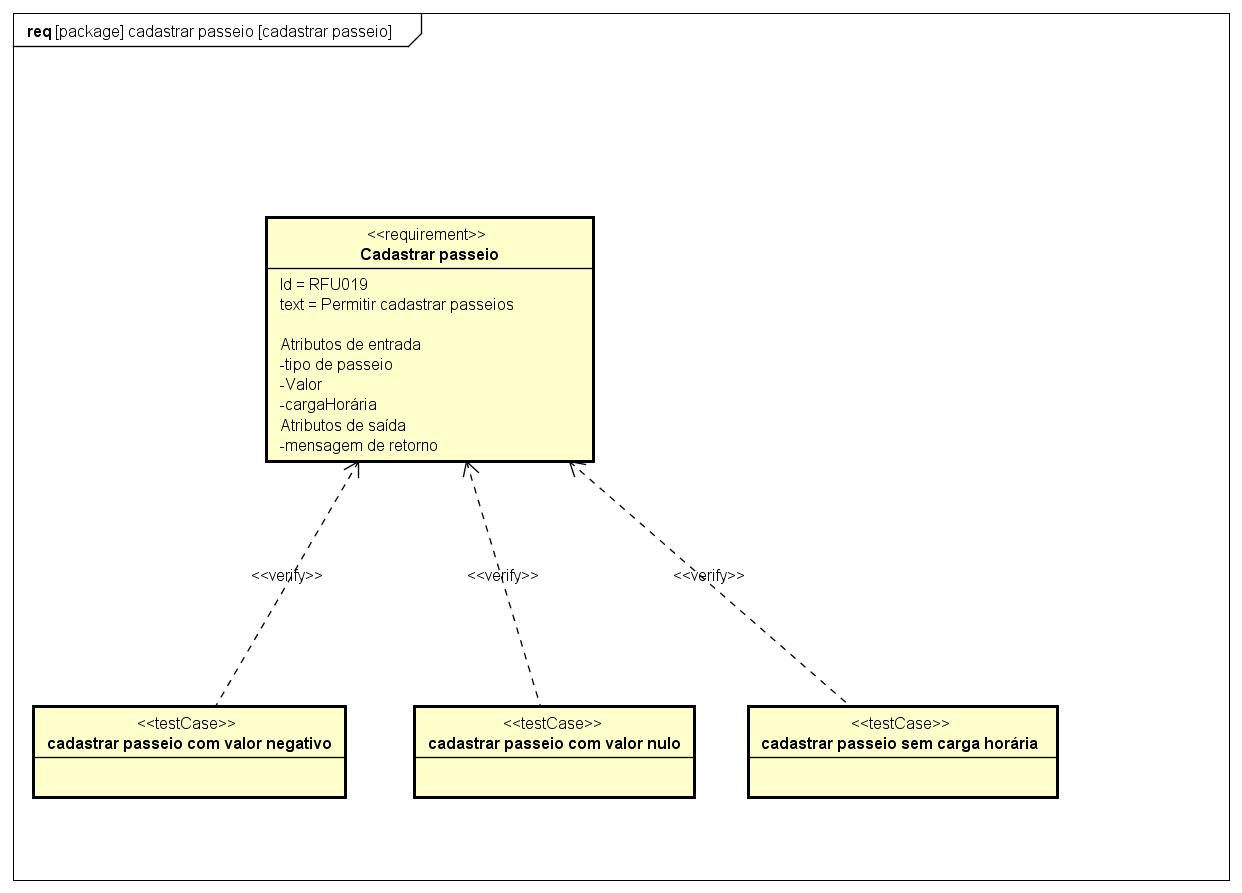 req [package] cadastrar passeio [cadastrar passeio]
<<requirement>>
Cadastrar passeio
Id = RFU019
text = Permitir cadastrar passeios
Atributos de entrada
-tipo de passeio
-Valor
-cargaHorária
Atributos de saída
-mensagem de retorno
<<verify>>
<<verify>>
<<verify>>
<<testCase>>
cadastrar passeio com valor negativo
<<testCase>>
cadastrar passeio com valor nulo
<<testCase>>
cadastrar passeio sem carga horária